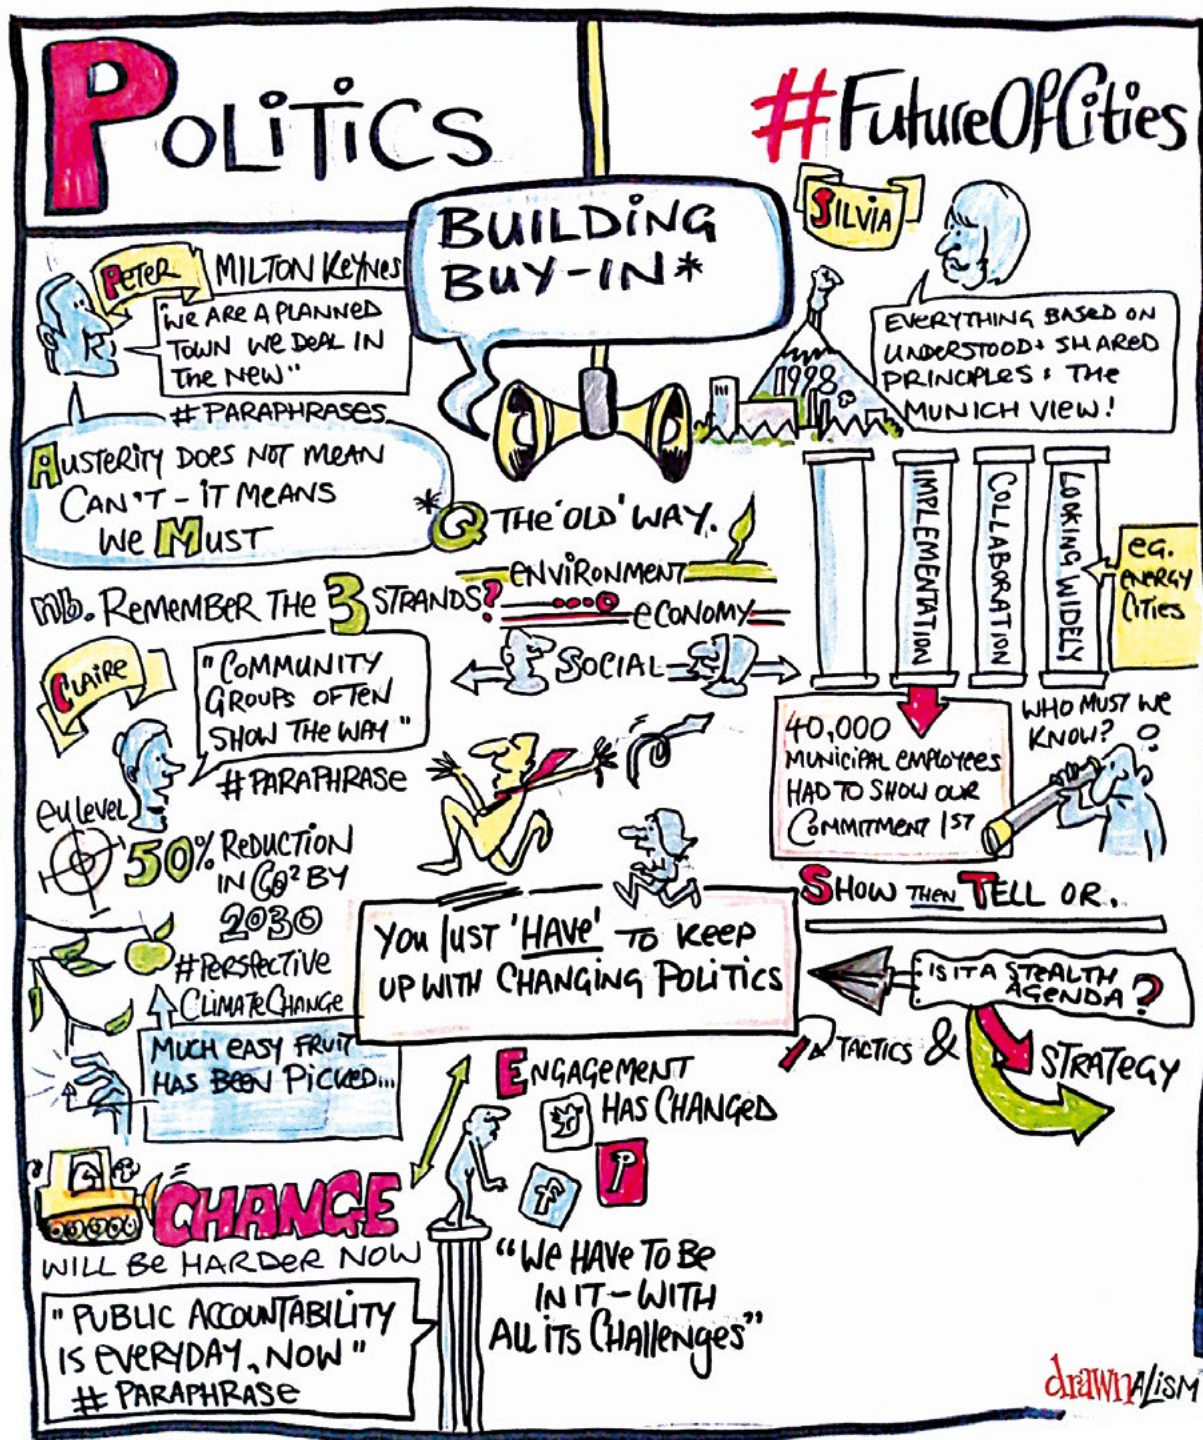 POLITICS
#FutureOfCities
BUILDING
BUY-IN*
PETER
MILTON KEYNES
"WE ARE A PLANNED
TOWN WE DEAL IN
THE NEW"
# PARAPHRASES
AUSTERITY DOES NOT MEAN
CAN'T - IT MEANS
WE MUST
SILVIA
EVERYTHING BASED ON
UNDERSTOOD + SHARED
PRINCIPLES : THE
MUNICH VIEW!
1998
IMPLEMENTATION
COLLABORATION
LOOKING WIDELY
EG.
ENERGY
CITIES
* Q THE 'OLD' WAY.
nb. REMEMBER THE 3 STRANDS?
ENVIRONMENT
ECONOMY
SOCIAL
CLAIRE
"COMMUNITY
GROUPS OFTEN
SHOW THE WAY"
# PARAPHRASE
40,000
MUNICIPAL EMPLOYEES
HAD TO SHOW OUR
COMMITMENT 1ST
WHO MUST WE
KNOW?
EU LEVEL
50% REDUCTION
IN CO² BY
2030
#PERSPECTIVE
CLIMATE CHANGE
MUCH EASY FRUIT
HAS BEEN PICKED...
YOU JUST 'HAVE' TO KEEP
UP WITH CHANGING POLITICS
SHOW THEN TELL OR..
IS IT A STEALTH
AGENDA?
TACTICS & STRATEGY
ENGAGEMENT
HAS CHANGED
"WE HAVE TO BE
IN IT - WITH
ALL ITS CHALLENGES"
CHANGE
WILL BE HARDER NOW
"PUBLIC ACCOUNTABILITY
IS EVERYDAY, NOW"
# PARAPHRASE
drawnALISM